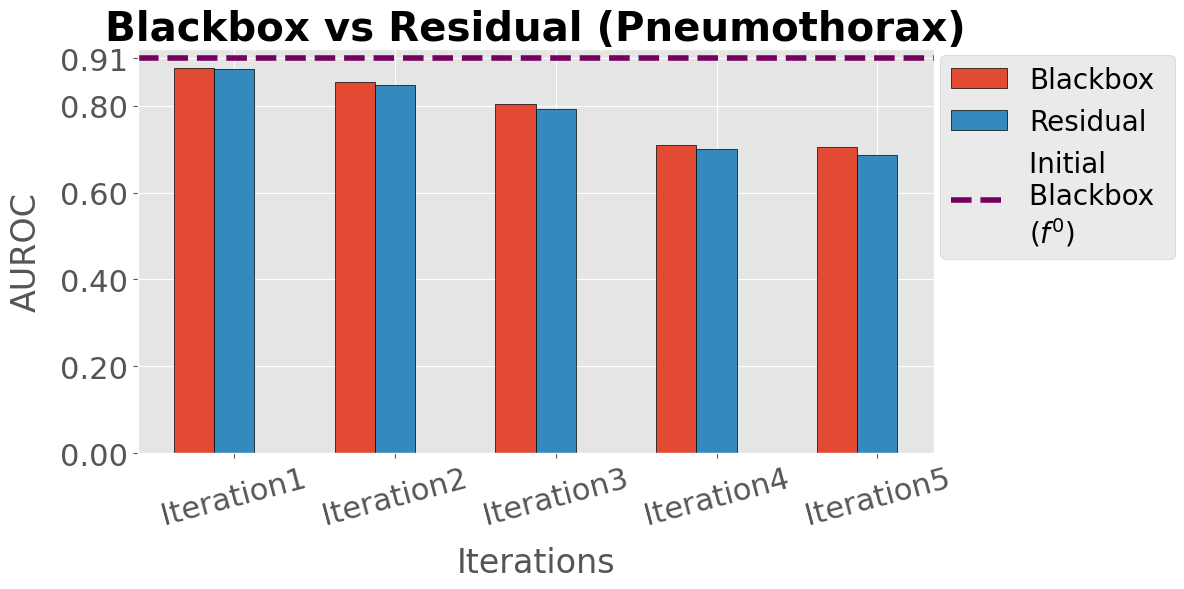 Blackbox vs Residual (Pneumothorax)
AUROC
0.91
0.80
0.60
0.40
0.20
0.00
Iteration1
Iteration2
Iteration3
Iteration4
Iteration5
Iterations
Blackbox
Residual
Initial
Blackbox
(f⁰)